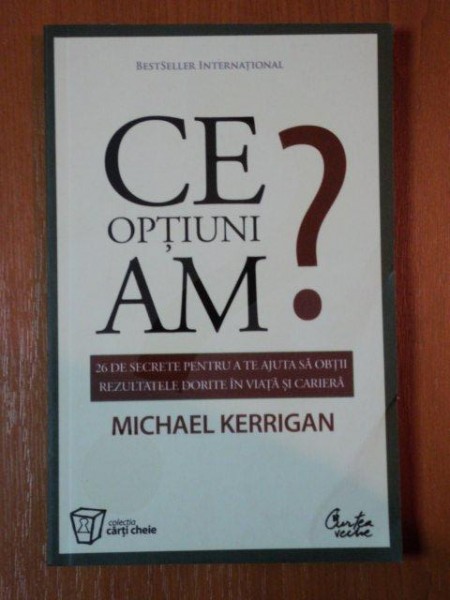 BESTSELLER INTERNAȚIONAL
CE
OPȚIUNI
AM
?
26 DE SECRETE PENTRU A TE AJUTA SĂ OBȚII
REZULTATELE DORITE ÎN VIAȚĂ ȘI CARIERĂ
MICHAEL KERRIGAN
colecția
cărți cheie
Curtea
veche